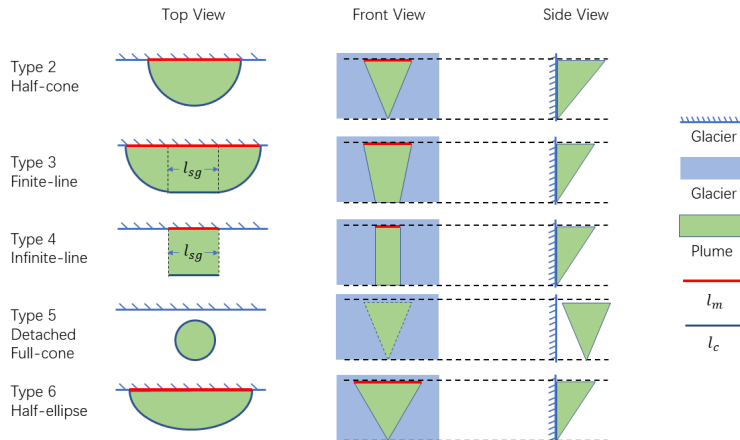 Top View
Front View
Side View
Type 2
Half-cone
Type 3
Finite-line
l_sg
Type 4
Infinite-line
l_sg
Type 5
Detached
Full-cone
Type 6
Half-ellipse
Glacier
Glacier
Plume
l_m
l_c